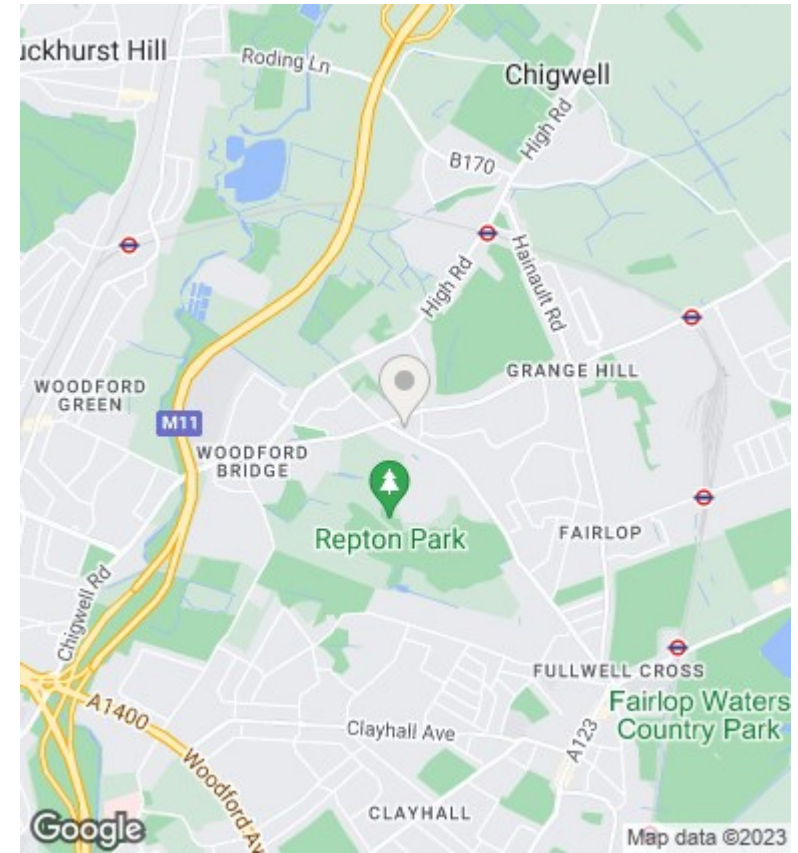 uckhurst Hill
Roding Ln
Chigwell
High Rd
B170
High Rd
Hainault Rd
WOODFORD
GREEN
GRANGE HILL
M11
WOODFORD
BRIDGE
Repton Park
FAIRLOP
Chigwell Rd
FULLWELL CROSS
Fairlop Waters
Country Park
A1400
Woodford Av
Clayhall Ave
A123
CLAYHALL
Google
Map data ©2023